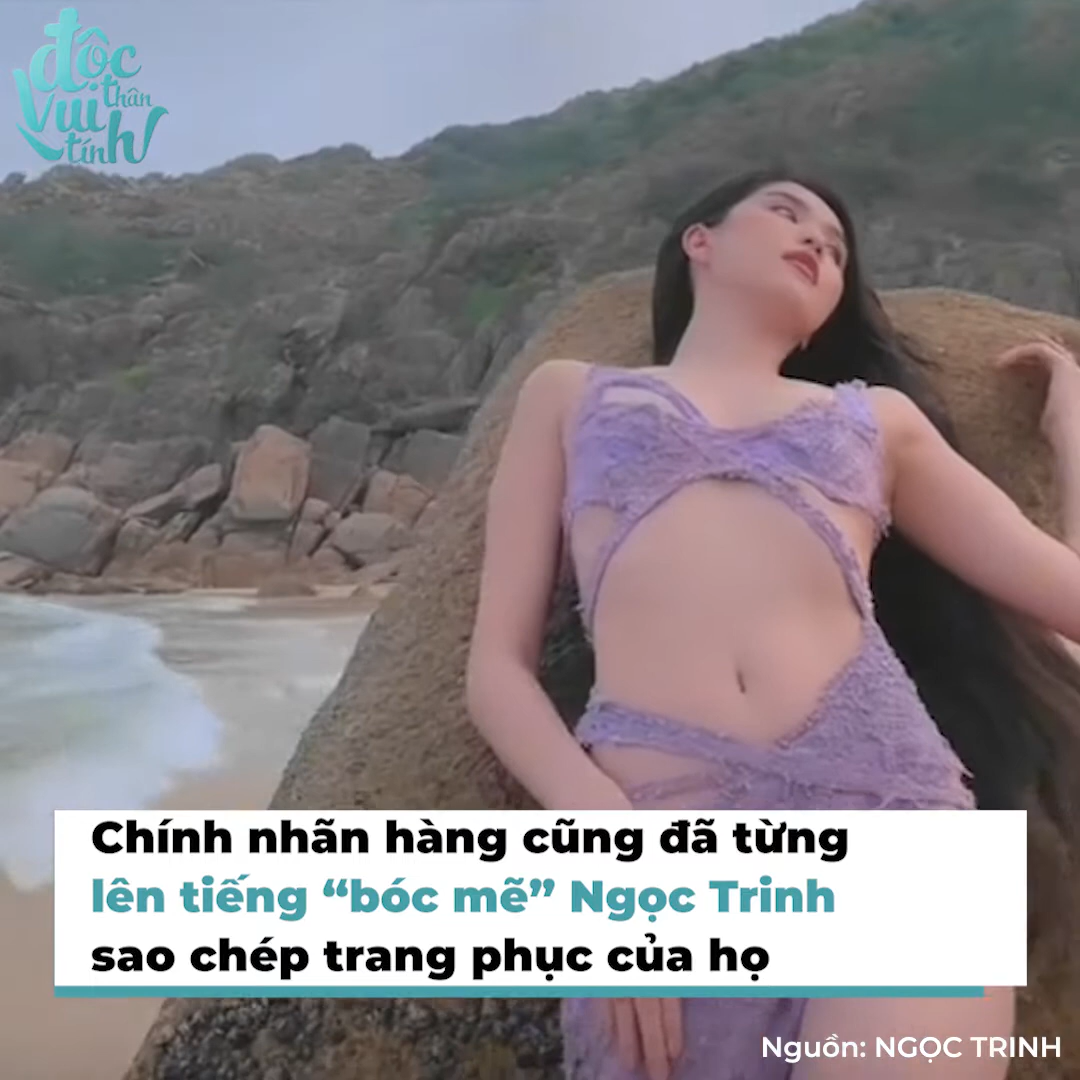 độc
thân
vui
tính
Chính nhãn hàng cũng đã từng
lên tiếng “bóc mẽ” Ngọc Trinh
sao chép trang phục của họ
Nguồn: NGỌC TRINH